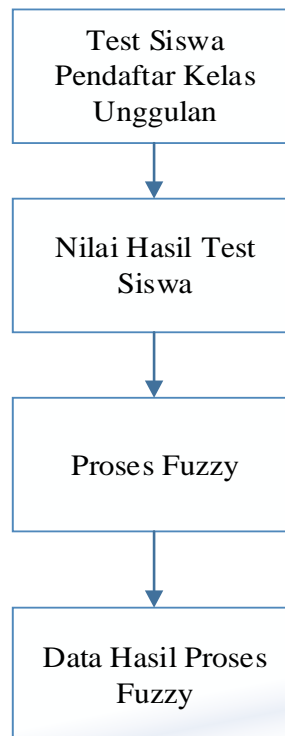 Test Siswa
Pendaftar Kelas
Unggulan
Nilai Hasil Test
Siswa
Proses Fuzzy
Data Hasil Proses
Fuzzy